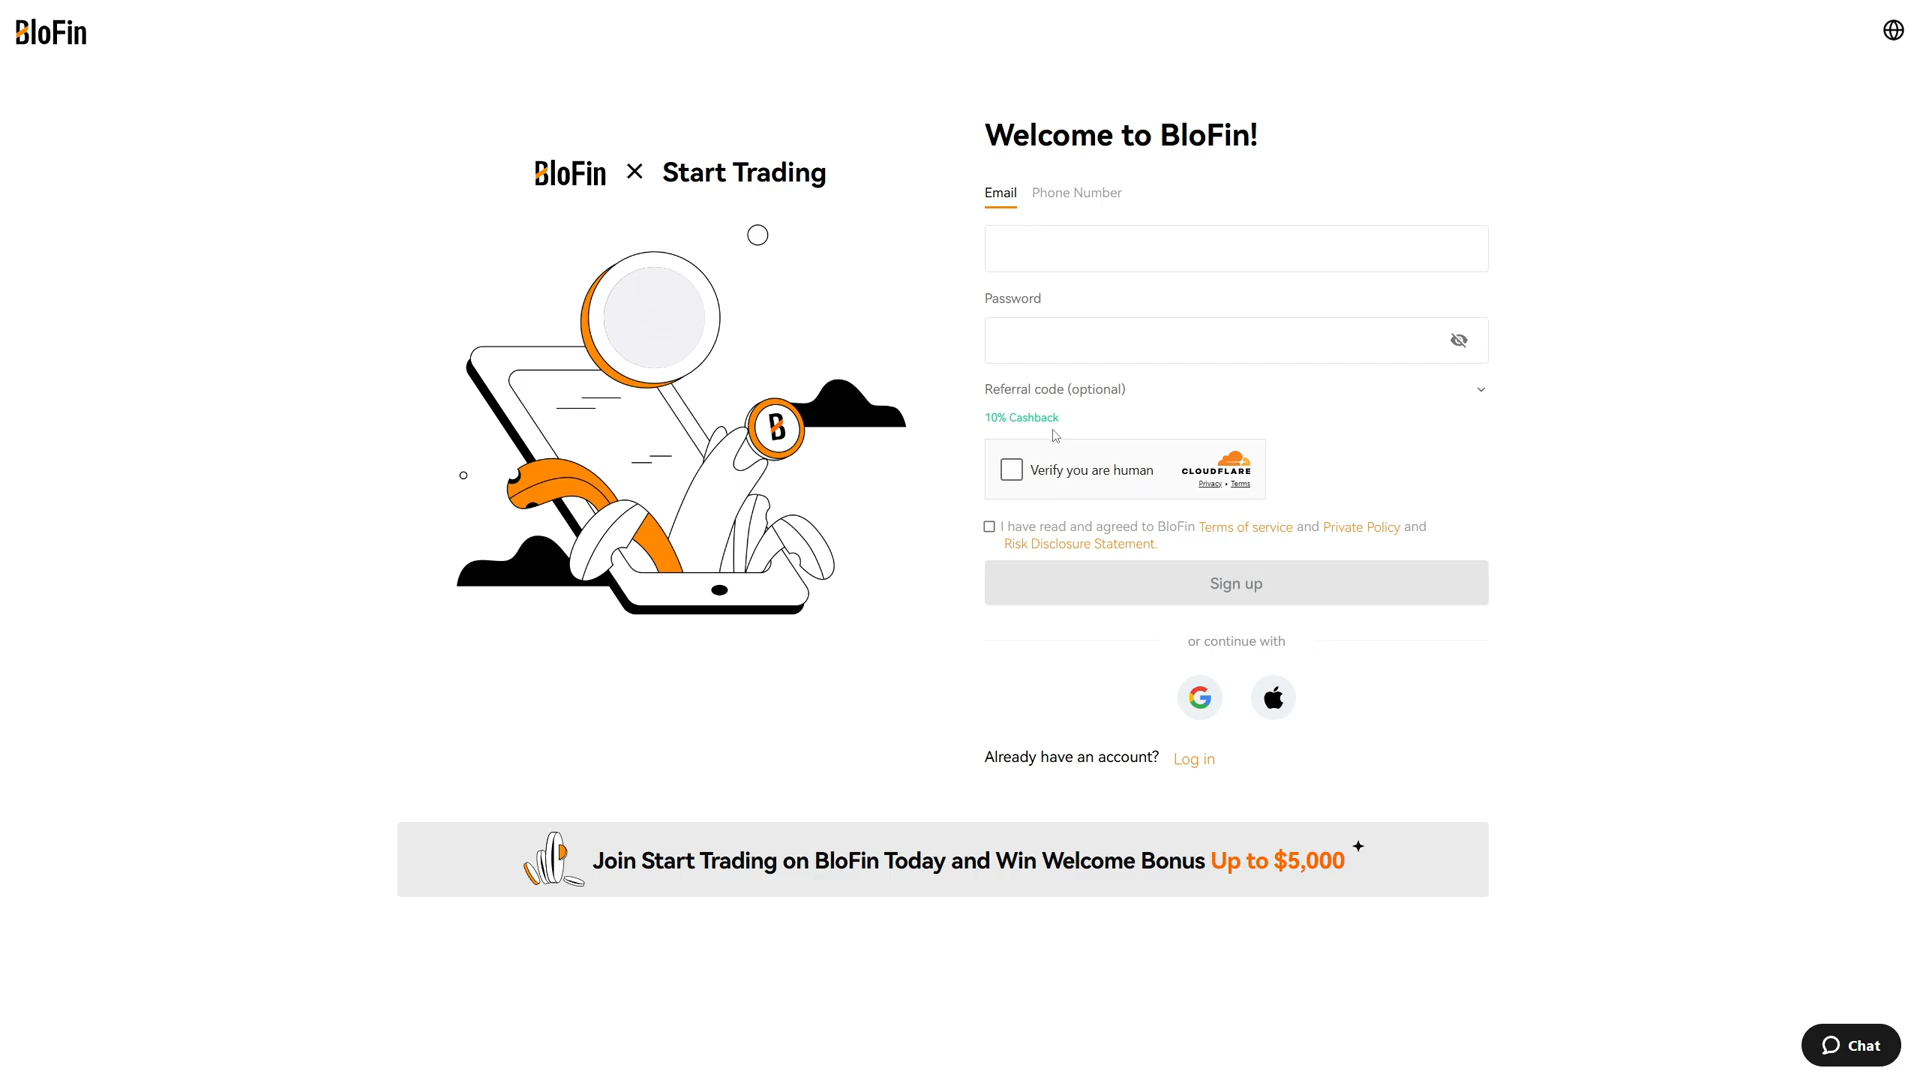 BloFin
Welcome to BloFin!
BloFin × Start Trading
Email Phone Number
Password
Referral code (optional)
10% Cashback
B
Verify you are human
CLOUDFLARE
Privacy • Terms
I have read and agreed to BloFin Terms of service and Private Policy and
Risk Disclosure Statement.
Sign up
or continue with
Already have an account? Log in
Join Start Trading on BloFin Today and Win Welcome Bonus Up to $5,000
Chat